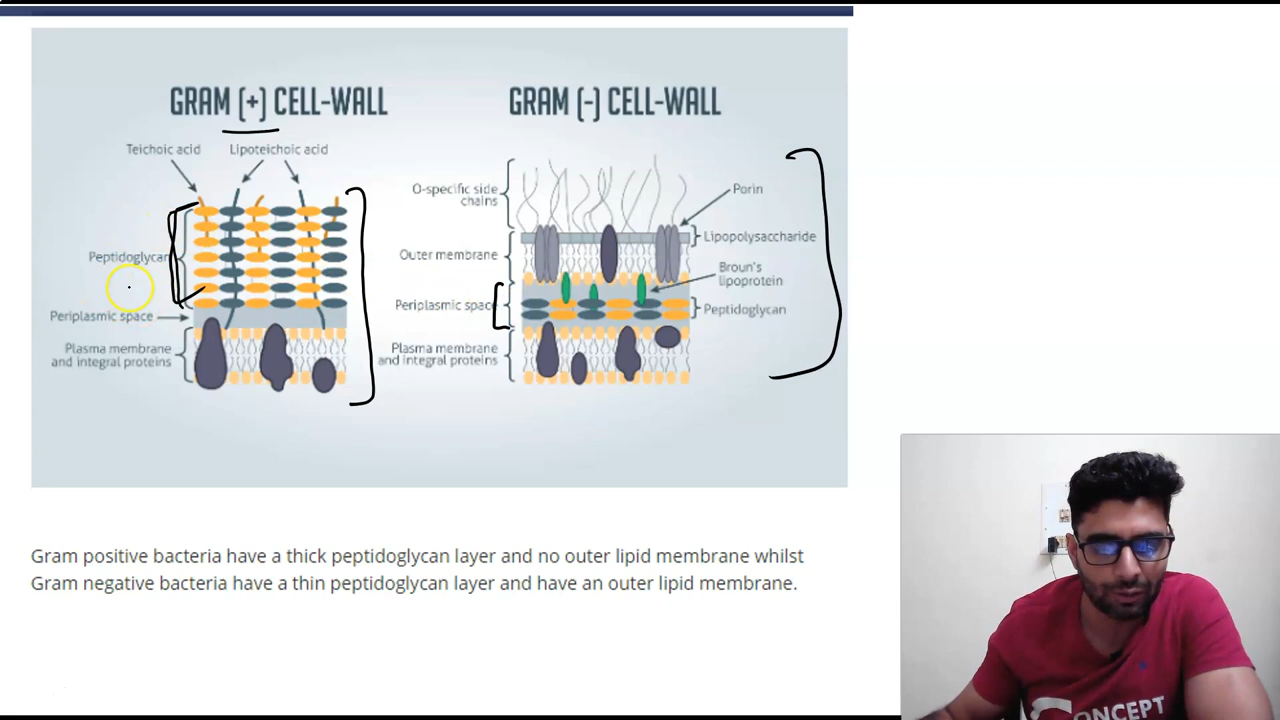 GRAM (+) CELL-WALL
Teichoic acid
Lipoteichoic acid
Peptidoglycan
Periplasmic space
Plasma membrane
and integral proteins
GRAM (-) CELL-WALL
O-specific side
chains
Outer membrane
Periplasmic space
Plasma membrane
and integral proteins
Porin
Lipopolysaccharide
Broun's
lipoprotein
Peptidoglycan
Gram positive bacteria have a thick peptidoglycan layer and no outer lipid membrane whilst
Gram negative bacteria have a thin peptidoglycan layer and have an outer lipid membrane.
CONCEPT